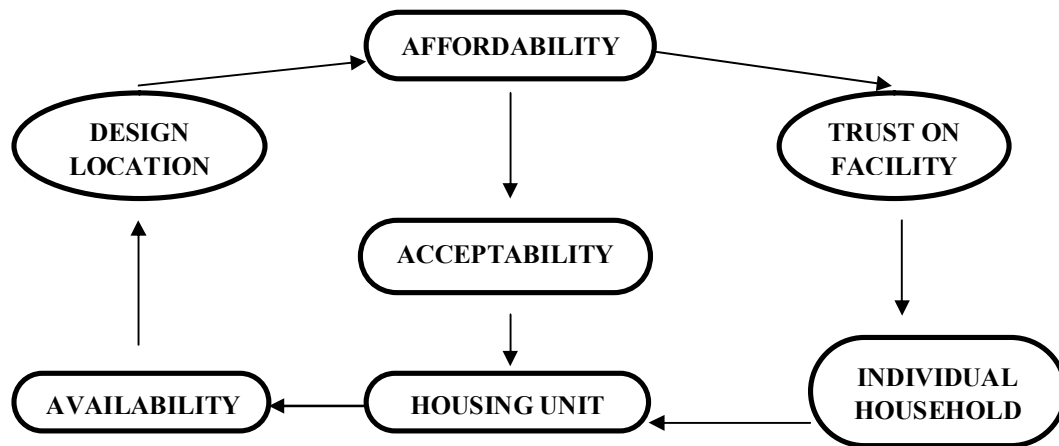 AFFORDABILITY
DESIGN
LOCATION
TRUST ON
FACILITY
ACCEPTABILITY
AVAILABILITY
HOUSING UNIT
INDIVIDUAL
HOUSEHOLD